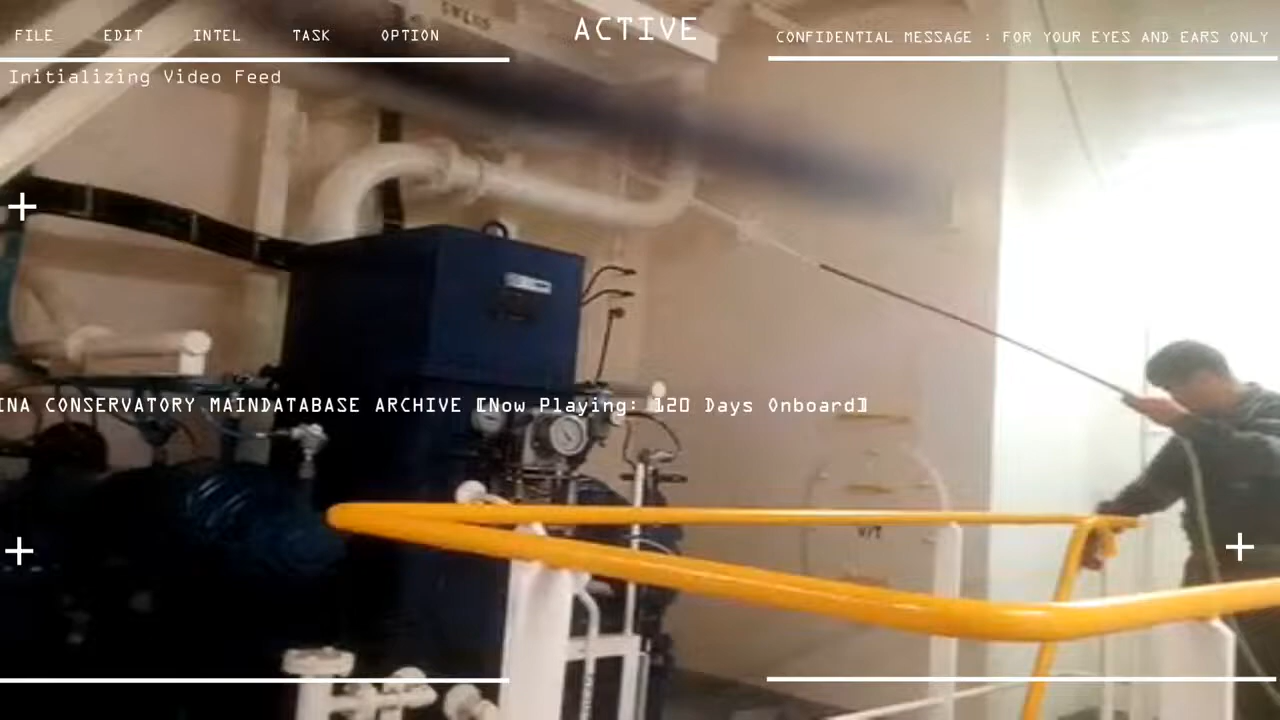 ACTIVE
FILE EDIT INTEL TASK OPTION
CONFIDENTIAL MESSAGE : FOR YOUR EYES AND EARS ONLY
Initializing Video Feed
INA CONSERVATORY MAINDATABASE ARCHIVE [Now Playing: 120 Days Onboard]